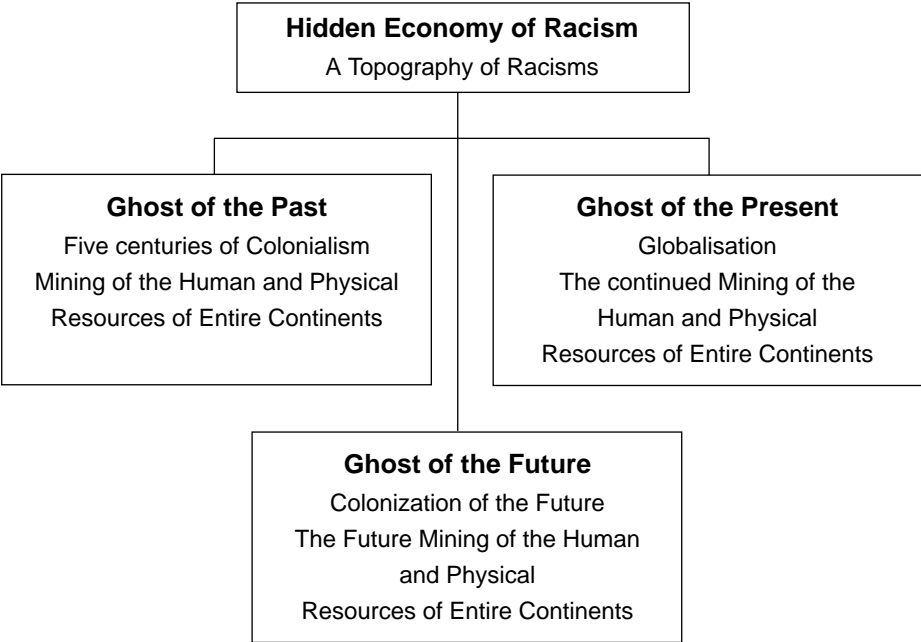 Hidden Economy of Racism
A Topography of Racisms
Ghost of the Past
Five centuries of Colonialism
Mining of the Human and Physical
Resources of Entire Continents
Ghost of the Present
Globalisation
The continued Mining of the
Human and Physical
Resources of Entire Continents
Ghost of the Future
Colonization of the Future
The Future Mining of the Human
and Physical
Resources of Entire Continents